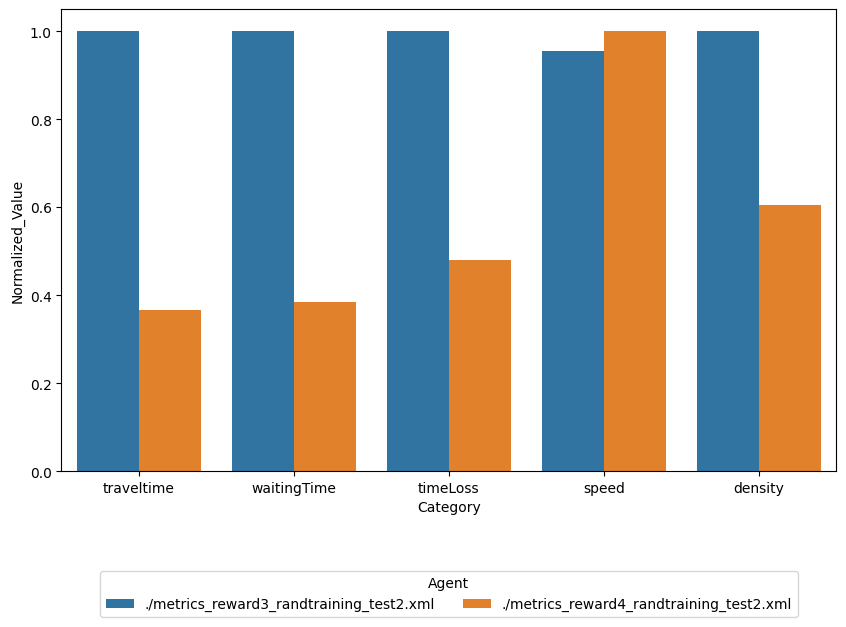 Normalized_Value
1.0
0.8
0.6
0.4
0.2
0.0
traveltime waitingTime timeLoss speed density
Category
Agent
./metrics_reward3_randtraining_test2.xml ./metrics_reward4_randtraining_test2.xml